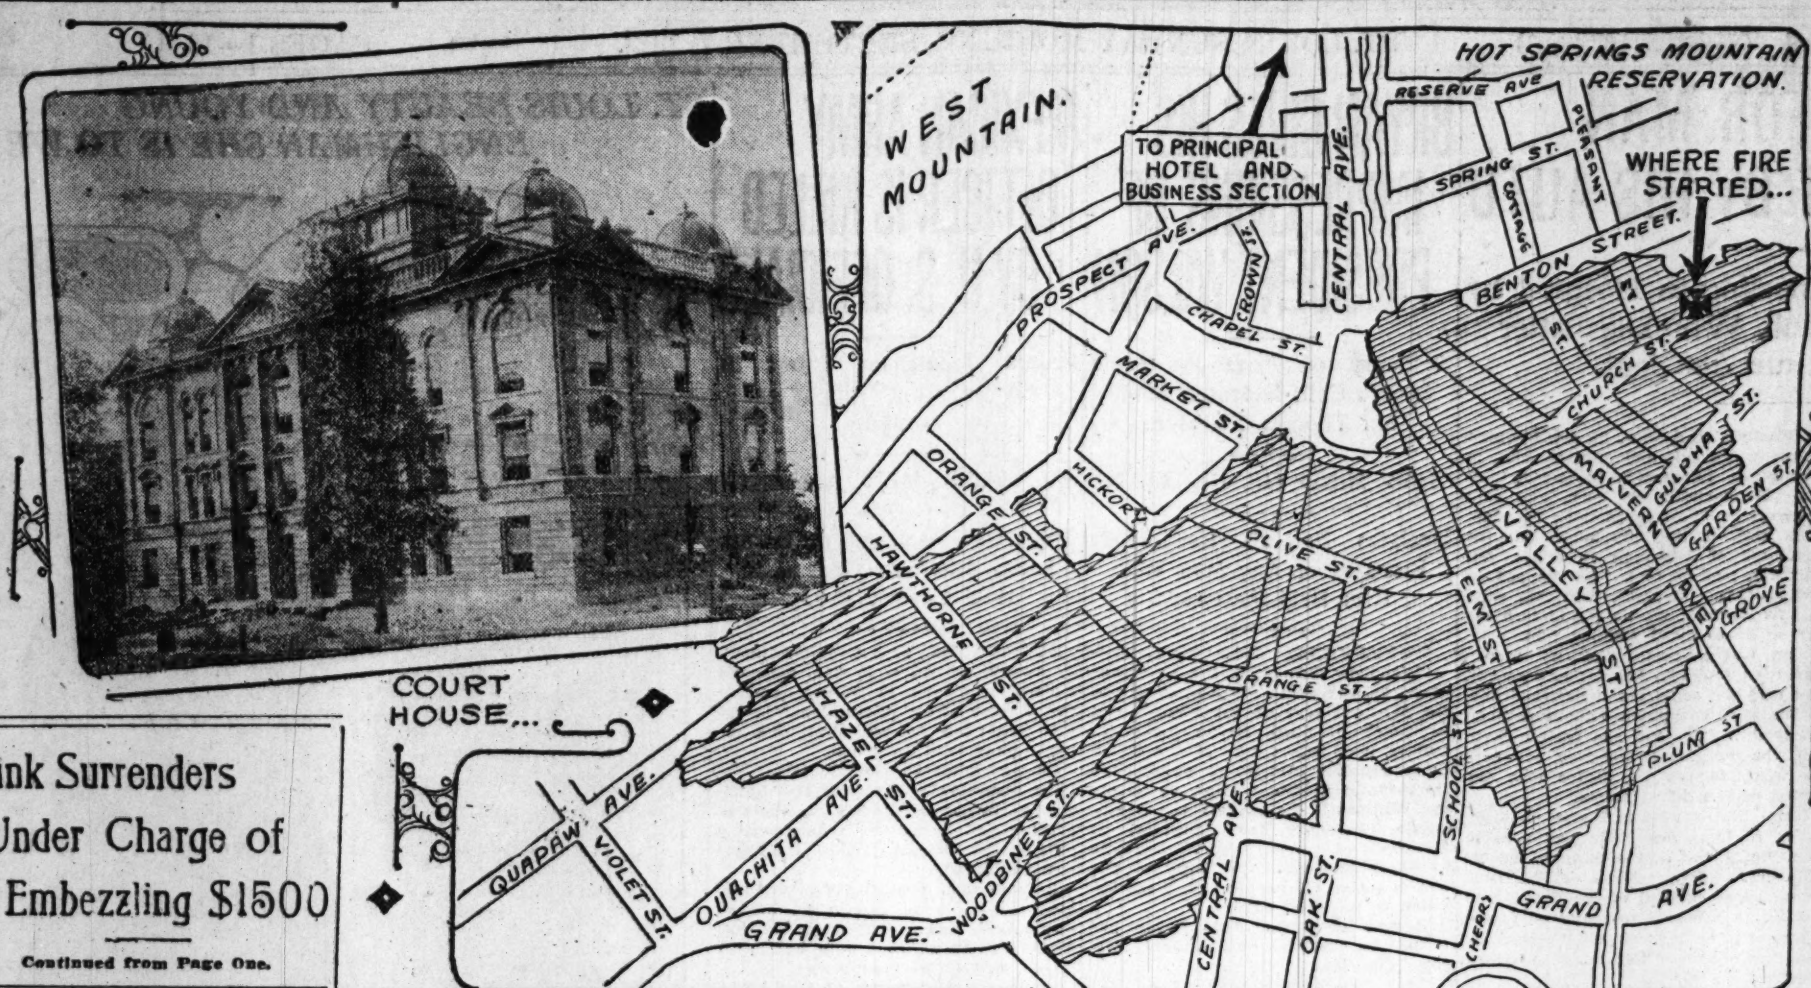 COURT
HOUSE...
ink Surrenders
Under Charge of
Embezzling $1500
Continued from Page One.
WEST
MOUNTAIN.
TO PRINCIPAL
HOTEL AND
BUSINESS SECTION
HOT SPRINGS MOUNTAIN
RESERVATION.
WHERE FIRE
STARTED...
RESERVE AVE
PLEASANT
ST.
SPRING ST.
COTTAGE
ST.
BENTON STREET.
CENTRAL AVE.
PROSPECT AVE.
CROWN ST.
CHAPEL ST.
MARKET ST.
HICKORY
ORANGE ST.
HAWTHORNE ST.
HAZEL ST.
OLIVE ST.
ORANGE ST.
ELM ST.
VALLEY ST.
CHURCH ST.
MALVERN AVE
GULPHA ST.
GARDEN ST.
GROVE
PLUM ST
SCHOOL ST.
WOODBINE ST.
CENTRAL AVE.
OAK ST.
QUAPAW AVE.
VIOLET ST.
OUACHITA AVE.
GRAND AVE.
GRAND AVE.